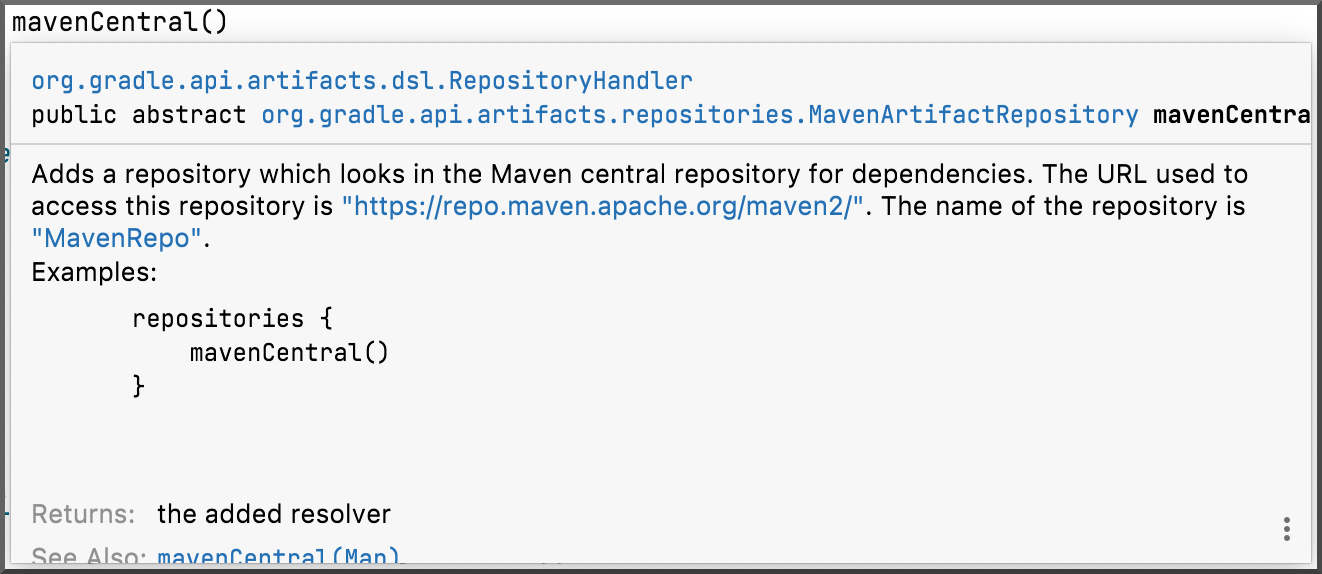 mavenCentral()
org.gradle.api.artifacts.dsl.RepositoryHandler
public abstract org.gradle.api.artifacts.repositories.MavenArtifactRepository mavenCentra
Adds a repository which looks in the Maven central repository for dependencies. The URL used to
access this repository is "https://repo.maven.apache.org/maven2/". The name of the repository is
"MavenRepo".
Examples:
repositories {
mavenCentral()
}
Returns: the added resolver
See Also: mavenCentral(Map)